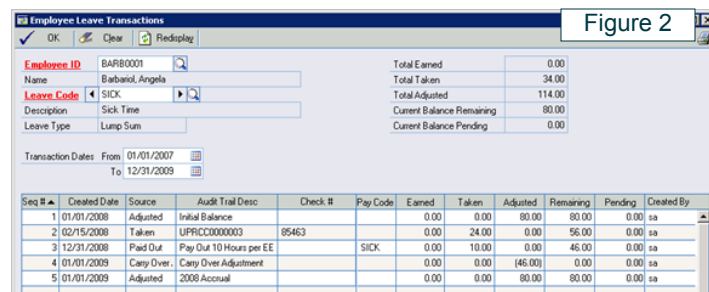 Employee Leave Transactions
Figure 2
OK Clear Redisplay
Employee ID BARB0001 Total Earned 0.00
Name Barbariol, Angela Total Taken 34.00
Leave Code SICK Total Adjusted 114.00
Description Sick Time Current Balance Remaining 80.00
Leave Type Lump Sum Current Balance Pending 0.00
Transaction Dates From 01/01/2007
To 12/31/2009
Seq # Created Date Source Audit Trail Desc Check # Pay Code Earned Taken Adjusted Remaining Pending Created By
1 01/01/2008 Adjusted Initial Balance 0.00 0.00 80.00 80.00 0.00 sa
2 02/15/2008 Taken UPRCC0000003 85463 0.00 24.00 0.00 56.00 0.00 sa
3 12/31/2008 Paid Out Pay Out 10 Hours per EE SICK 0.00 10.00 0.00 46.00 0.00 sa
4 01/01/2009 Carry Over. Carry Over Adjustment 0.00 0.00 (46.00) 0.00 0.00 sa
5 01/01/2009 Adjusted 2008 Accrual 0.00 0.00 80.00 80.00 0.00 sa